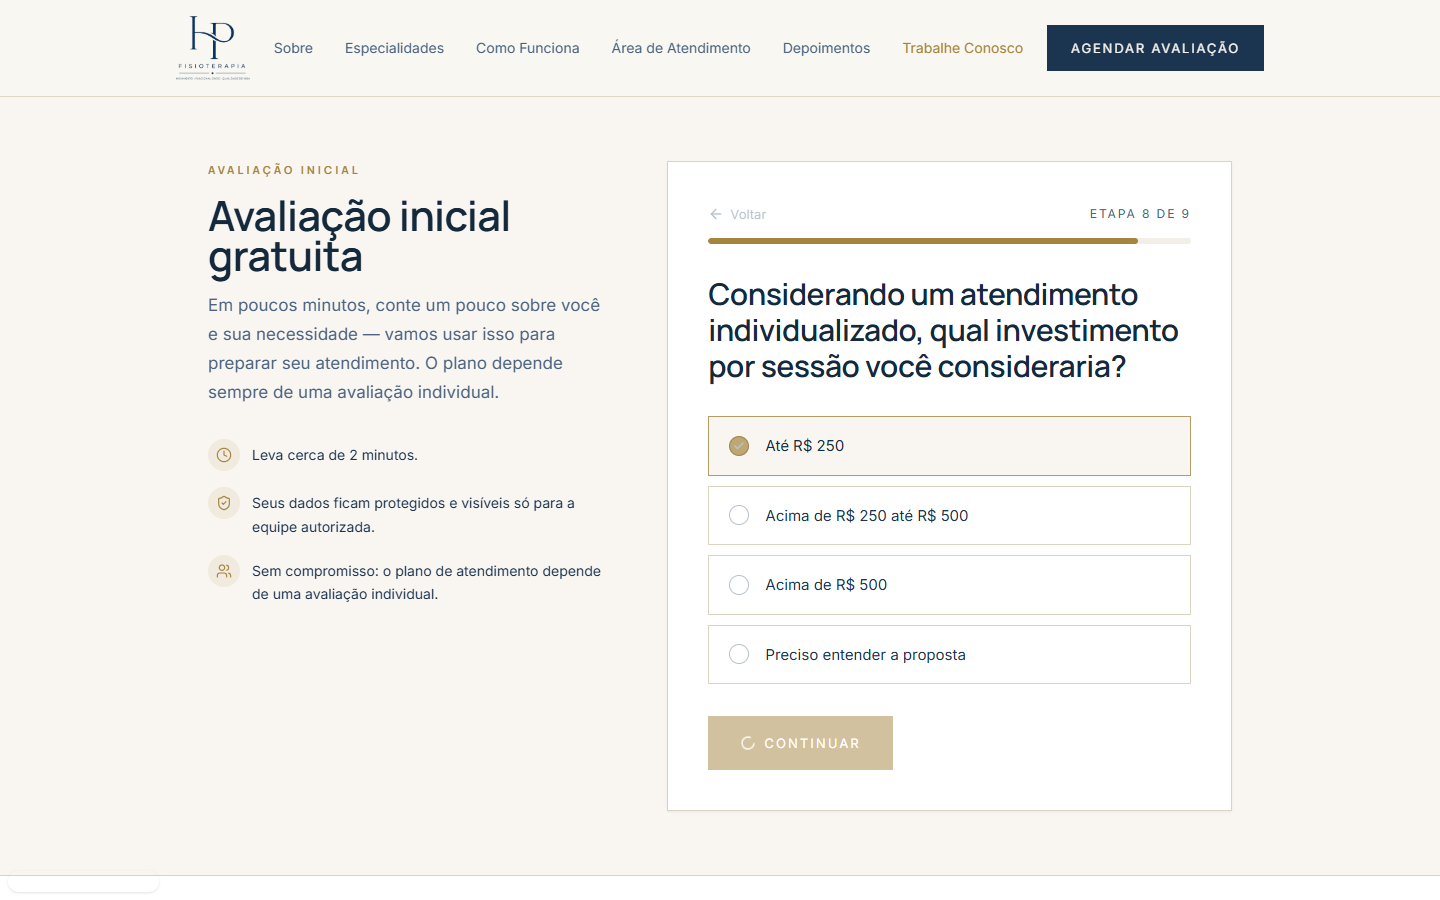 HP
FISIOTERAPIA
Sobre
Especialidades
Como Funciona
Área de Atendimento
Depoimentos
Trabalhe Conosco
AGENDAR AVALIAÇÃO
AVALIAÇÃO INICIAL
Avaliação inicial
gratuita
Em poucos minutos, conte um pouco sobre você
e sua necessidade — vamos usar isso para
preparar seu atendimento. O plano depende
sempre de uma avaliação individual.
Leva cerca de 2 minutos.
Seus dados ficam protegidos e visíveis só para a
equipe autorizada.
Sem compromisso: o plano de atendimento depende
de uma avaliação individual.
Voltar
ETAPA 8 DE 9
Considerando um atendimento
individualizado, qual investimento
por sessão você consideraria?
Até R$ 250
Acima de R$ 250 até R$ 500
Acima de R$ 500
Preciso entender a proposta
CONTINUAR